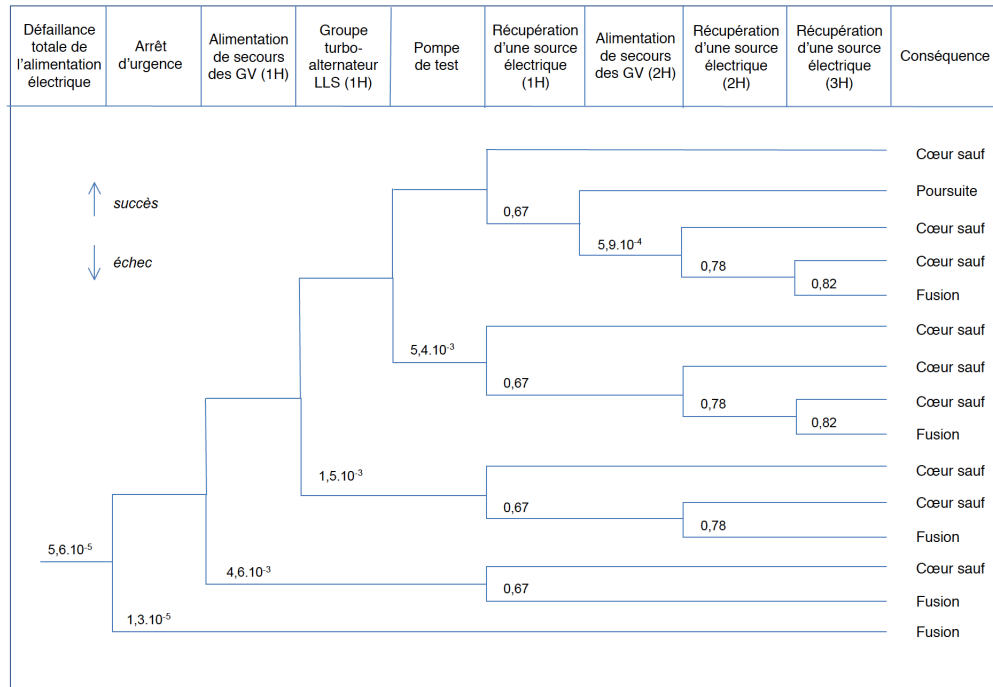 Défaillance
totale de
l'alimentation
électrique
Arrêt
d'urgence
Alimentation
de secours
des GV (1H)
Groupe
turbo-
alternateur
LLS (1H)
Pompe
de test
Récupération
d'une source
électrique
(1H)
Alimentation
de secours
des GV (2H)
Récupération
d'une source
électrique
(2H)
Récupération
d'une source
électrique
(3H)
Conséquence
Cœur sauf
succès
0,67
Poursuite
échec
5,9.10⁻⁴
Cœur sauf
0,78
Cœur sauf
0,82
Fusion
5,4.10⁻³
Cœur sauf
0,67
Cœur sauf
0,78
Cœur sauf
0,82
Fusion
1,5.10⁻³
Cœur sauf
0,67
Cœur sauf
0,78
Fusion
5,6.10⁻⁵
4,6.10⁻³
Cœur sauf
0,67
Fusion
1,3.10⁻⁵
Fusion